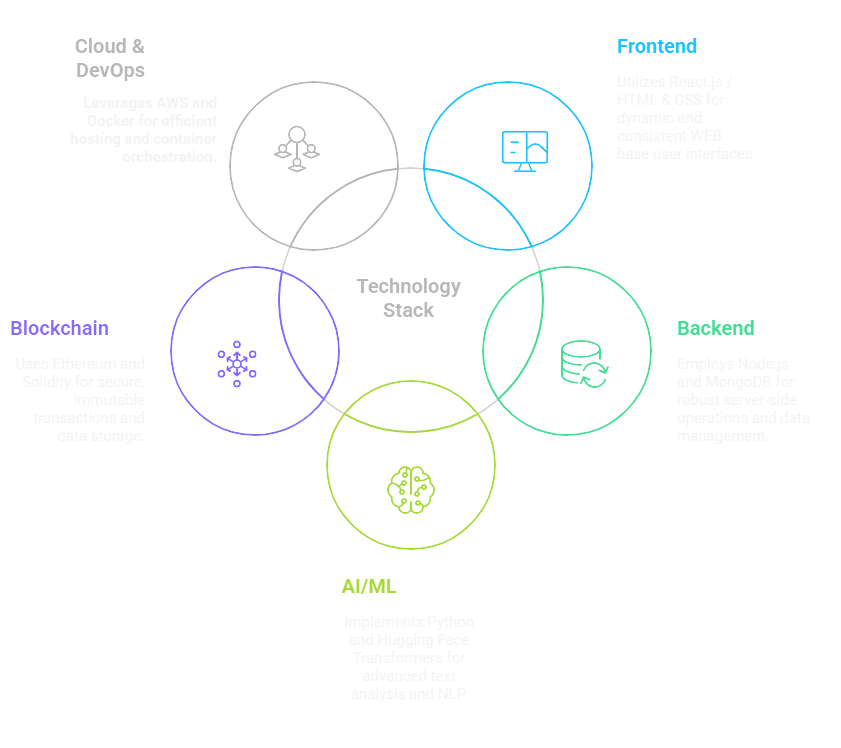 Cloud &
DevOps
Leverages AWS and
Docker for efficient
hosting and container
orchestration.
Frontend
Utilizes React.js /
HTML & CSS for
dynamic and
consistent WEB
base user interfaces.
Technology
Stack
Blockchain
Uses Ethereum and
Solidity for secure,
immutable
transactions and
data storage.
Backend
Employs Node.js
and MongoDB for
robust server-side
operations and data
management.
AI/ML
Implements Python
and Hugging Face
Transformers for
advanced text
analysis and NLP.